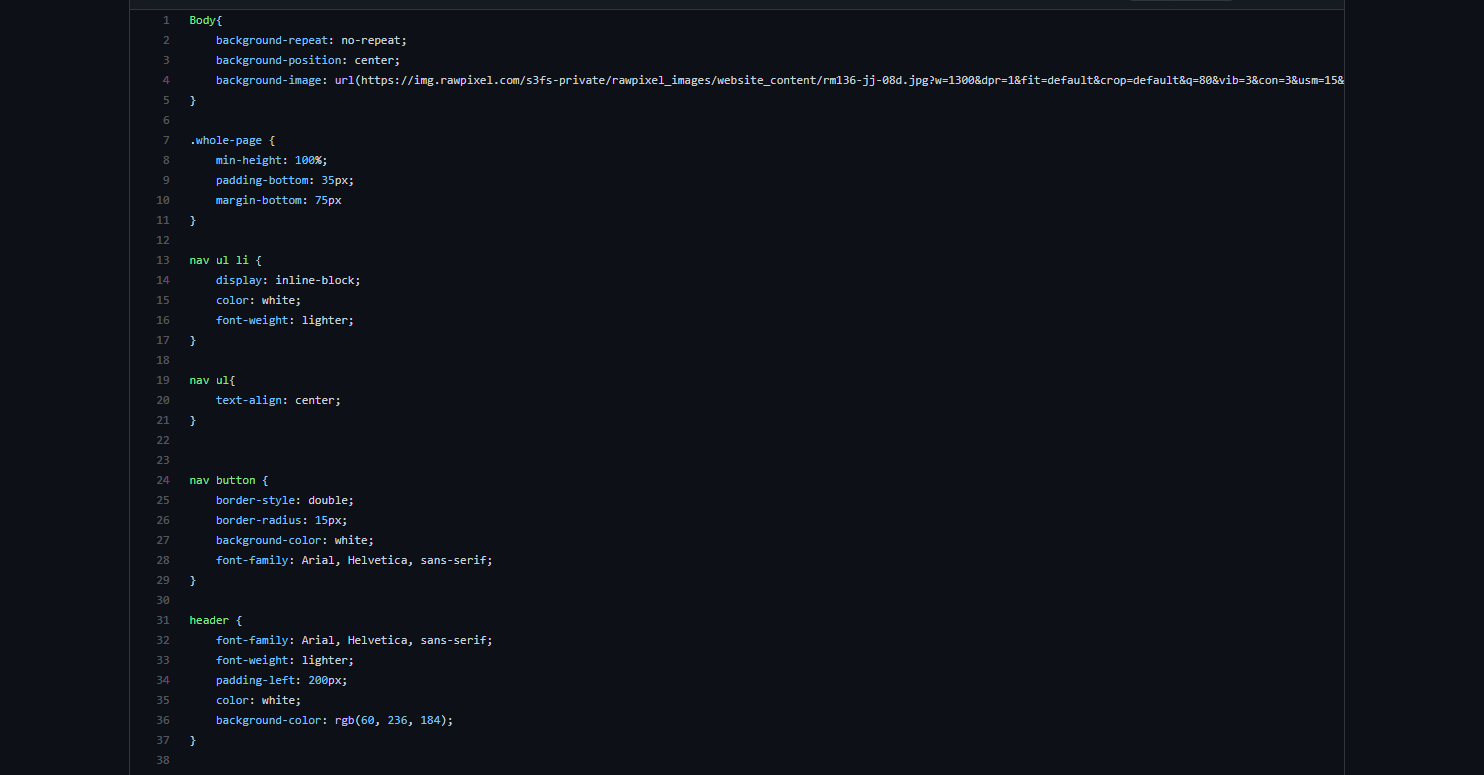 1 Body{
2 background-repeat: no-repeat;
3 background-position: center;
4 background-image: url(https://img.rawpixel.com/s3fs-private/rawpixel_images/website_content/rm136-jj-08d.jpg?w=1300&dpr=1&fit=default&crop=default&q=80&vib=3&con=3&usm=15&
5 }
6
7 .whole-page {
8 min-height: 100%;
9 padding-bottom: 35px;
10 margin-bottom: 75px
11 }
12
13 nav ul li {
14 display: inline-block;
15 color: white;
16 font-weight: lighter;
17 }
18
19 nav ul{
20 text-align: center;
21 }
22
23
24 nav button {
25 border-style: double;
26 border-radius: 15px;
27 background-color: white;
28 font-family: Arial, Helvetica, sans-serif;
29 }
30
31 header {
32 font-family: Arial, Helvetica, sans-serif;
33 font-weight: lighter;
34 padding-left: 200px;
35 color: white;
36 background-color: rgb(60, 236, 184);
37 }
38